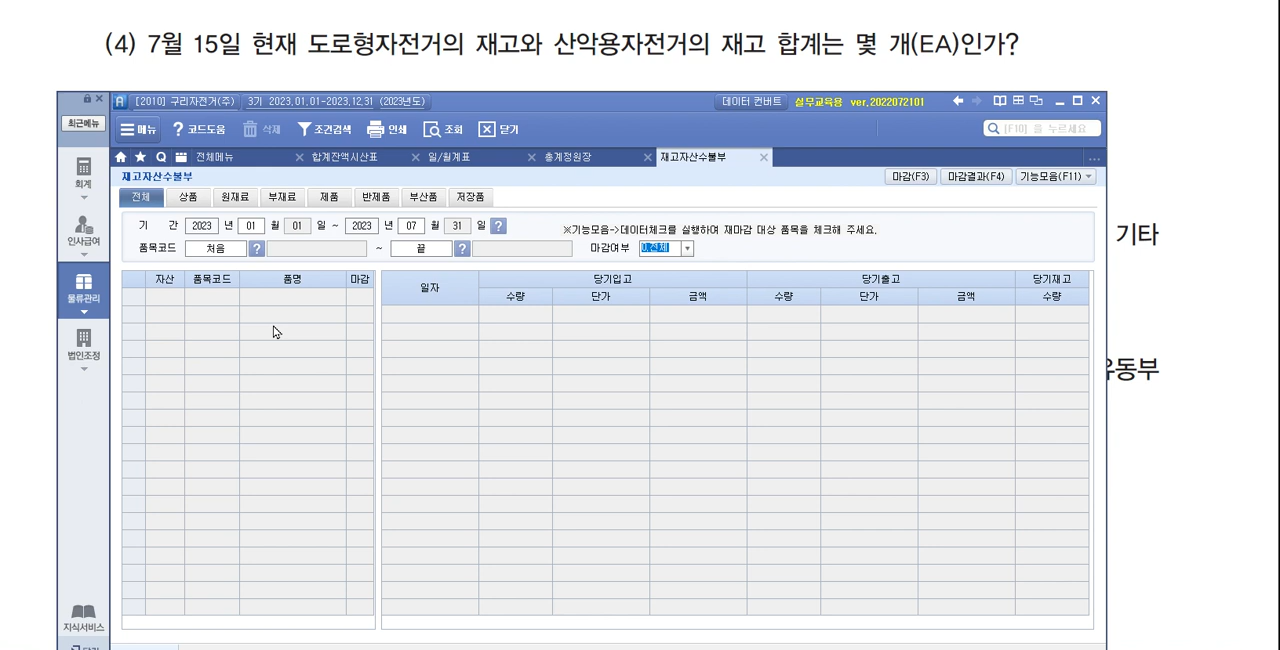 (4) 7월 15일 현재 도로형자전거의 재고와 산악용자전거의 재고 합계는 몇 개(EA)인가?
[2010] 구리자전거(주) 3기 2023.01.01~2023.12.31 (2023년도) 데이터 컨버트 실무교육용 ver.2022072101
최근메뉴 메뉴 코드도움 삭제 조건검색 인쇄 조회 닫기 [F10] 을 누르세요
전체메뉴 합계잔액시산표 일/월계표 총계정원장 재고자산수불부
재고자산수불부 마감(F3) 마감결과(F4) 기능모음(F11)
전체 상품 원재료 부재료 제품 반제품 부산품 저장품
기 간 2023 년 01 월 01 일 ~ 2023 년 07 월 31 일 ? ※기능모음->데이터체크를 실행하여 재마감 대상 품목을 체크해 주세요.
품목코드 처음 ? ~ 끝 ? 마감여부 0.전체
자산 품목코드 품명 마감 일자 당기입고 당기출고 당기재고
수량 단가 금액 수량 단가 금액 수량
회계
인사급여
물류관리
법인조정
지식서비스
기타
유동부